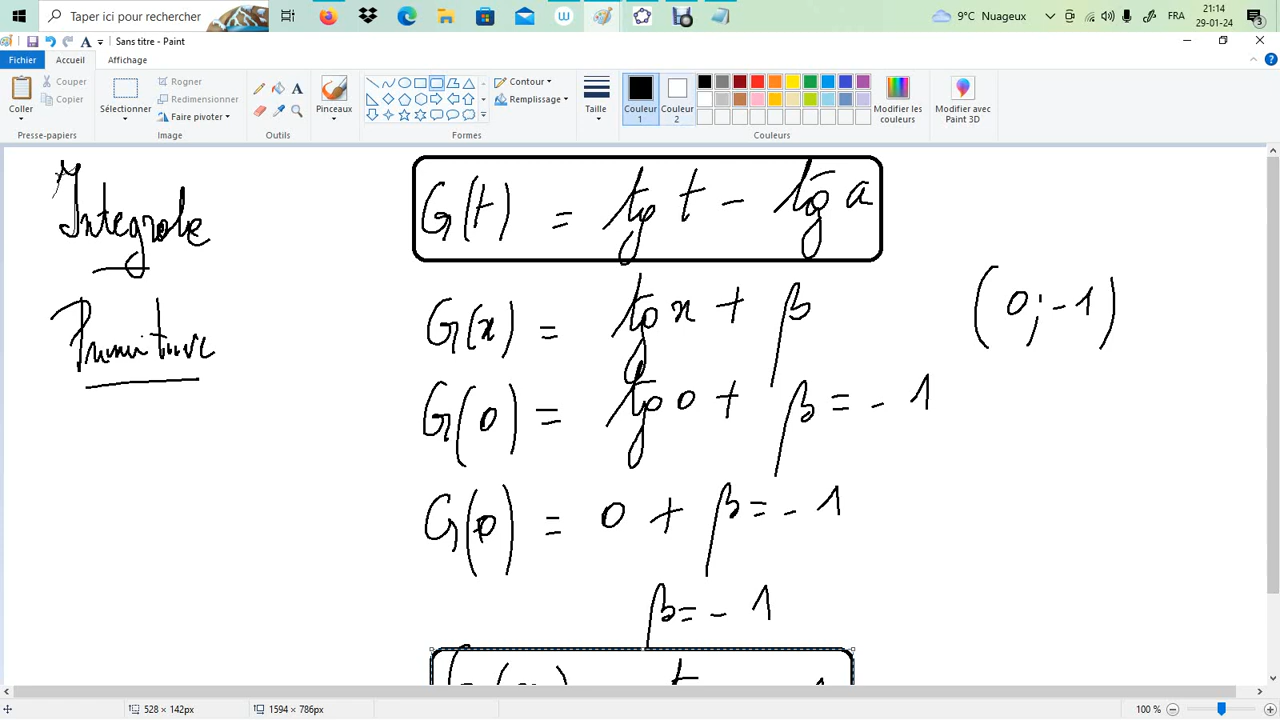 Taper ici pour rechercher
9°C Nuageux
FRA
21:14
29-01-24
3
Sans titre - Paint
Fichier
Accueil
Affichage
Coller
Couper
Copier
Presse-papiers
Sélectionner
Rogner
Redimensionner
Faire pivoter
Image
Outils
Pinceaux
Contour
Remplissage
Formes
Taille
Couleur 1
Couleur 2
Modifier les couleurs
Modifier avec Paint 3D
Couleurs
Integrale
Primitive
G(t) = tg t - tg a
G(x) = tg x + β
(0; -1)
G(0) = tg 0 + β = -1
G(0) = 0 + β = -1
β = -1
528 × 142px
1594 × 786px
100 %